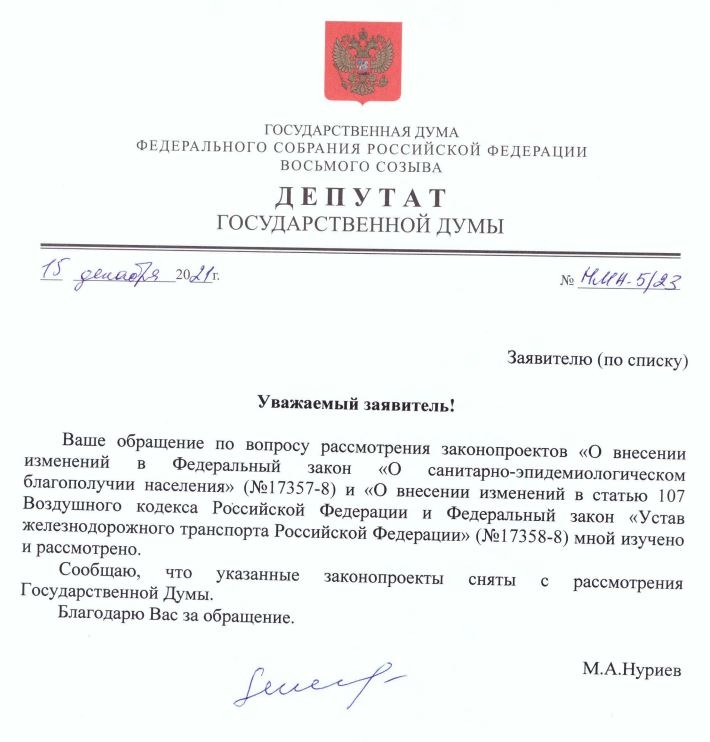 ГОСУДАРСТВЕННАЯ ДУМА
ФЕДЕРАЛЬНОГО СОБРАНИЯ РОССИЙСКОЙ ФЕДЕРАЦИИ
ВОСЬМОГО СОЗЫВА
ДЕПУТАТ
ГОСУДАРСТВЕННОЙ ДУМЫ
15 декабря 2021г. № НМН-5/23
Заявителю (по списку)
Уважаемый заявитель!
Ваше обращение по вопросу рассмотрения законопроектов «О внесении
изменений в Федеральный закон «О санитарно-эпидемиологическом
благополучии населения» (№17357-8) и «О внесении изменений в статью 107
Воздушного кодекса Российской Федерации и Федеральный закон «Устав
железнодорожного транспорта Российской Федерации» (№17358-8) мной изучено
и рассмотрено.
Сообщаю, что указанные законопроекты сняты с рассмотрения
Государственной Думы.
Благодарю Вас за обращение.
М.А.Нуриев